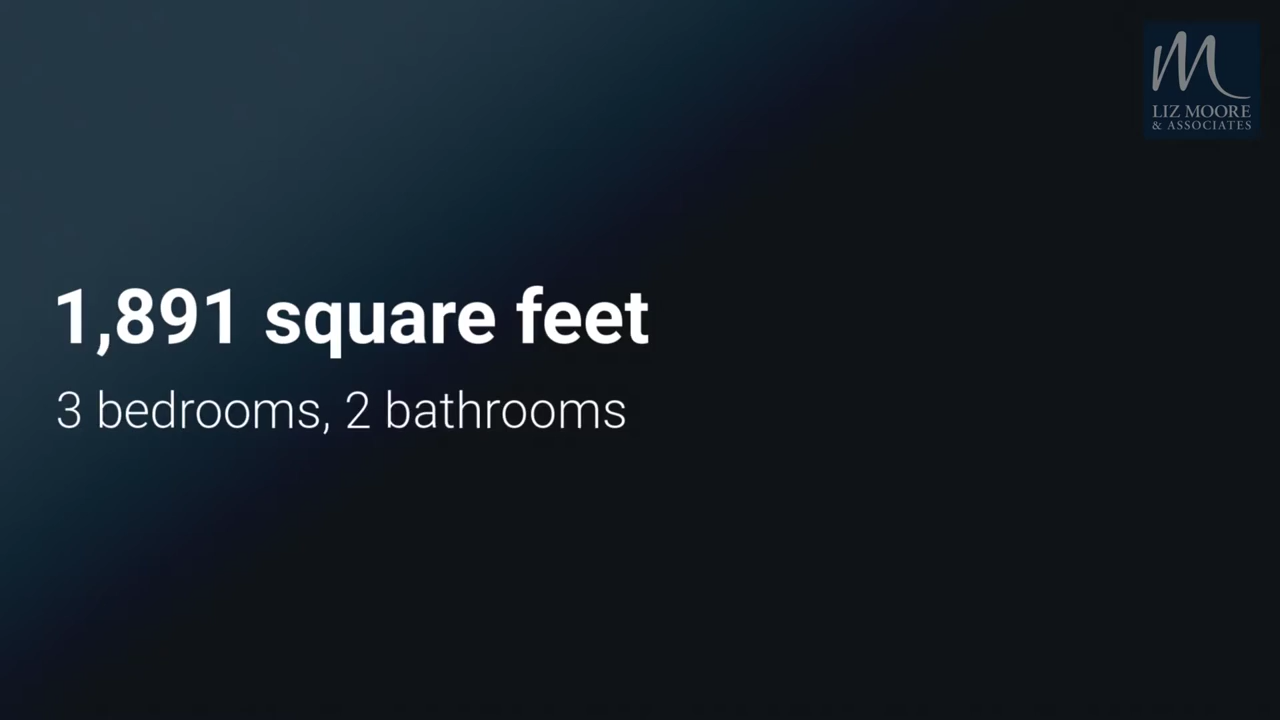 LIZ MOORE
& ASSOCIATES
1,891 square feet
3 bedrooms, 2 bathrooms